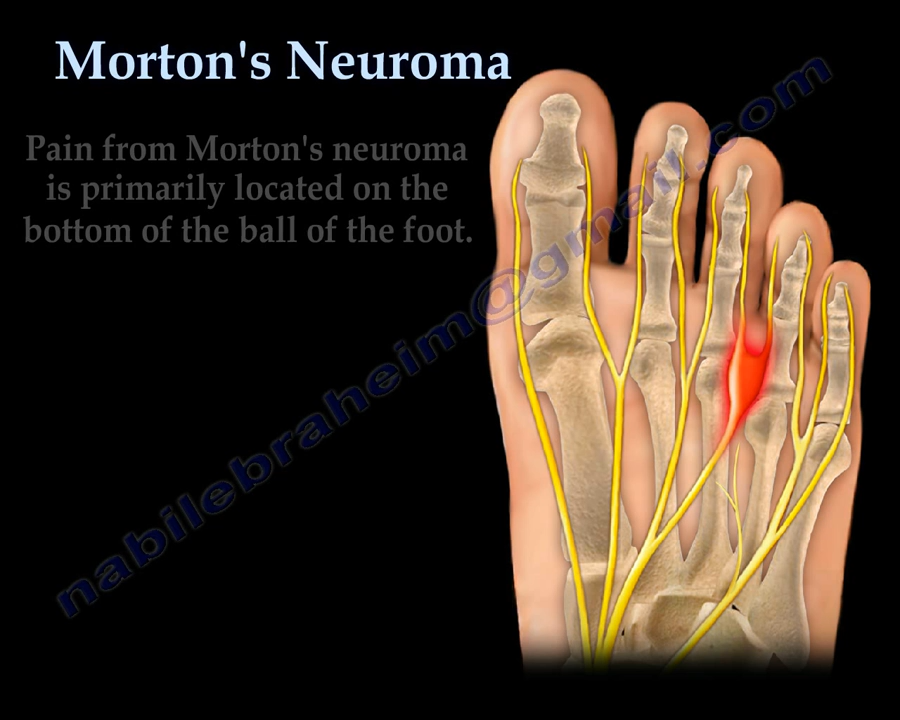 Morton's Neuroma
Pain from Morton's neuroma
is primarily located on the
bottom of the ball of the foot.
nabilebraheim@gmail.com